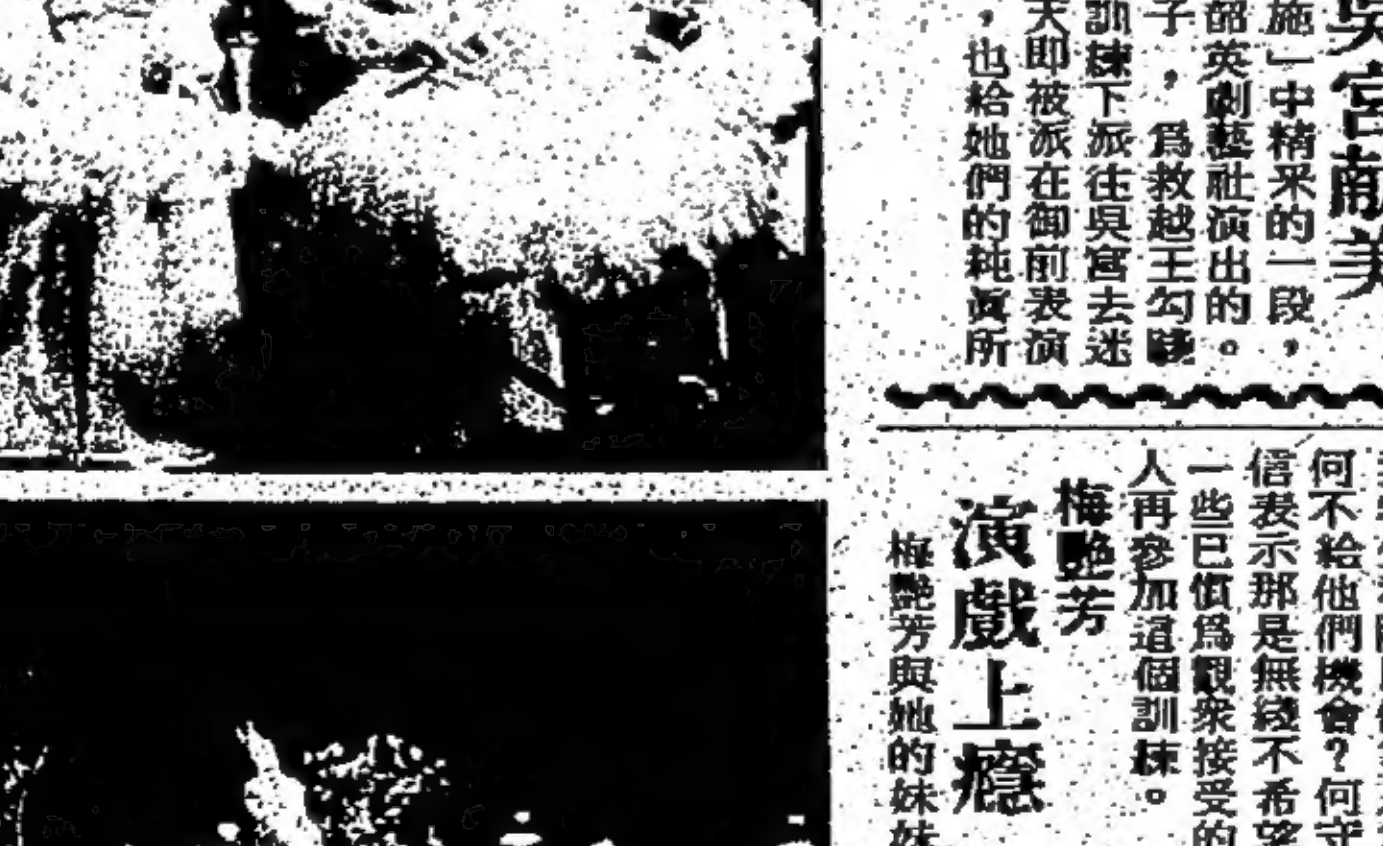 吳宮献美
施」中精采的一段，
韶英劇藝社演出的。
子，爲救越王勾踐
訓練下派往吳宮去迷
天即被派在御前表演
，也給她們的純眞所
何不給他們機會？何守
信表示那是無綫不希望
一些已慣爲觀衆接受的
人再參加這個訓練。
梅艷芳
演戲上癮
梅艷芳與她的妹妹